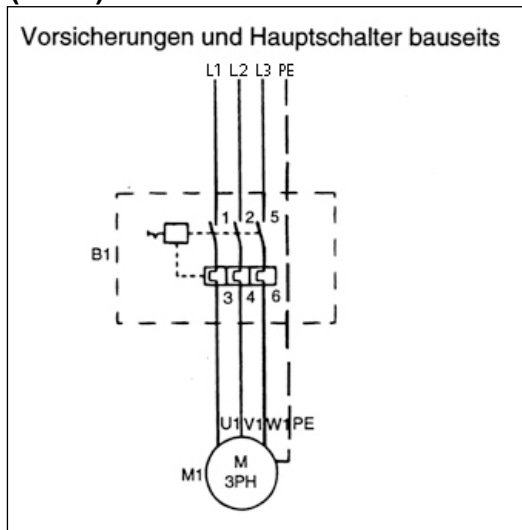 Vorsicherungen und Hauptschalter bauseits
L1 L2 L3 PE
1 2 5
B1
3 4 6
U1 V1 W1 PE
M1
M
3PH